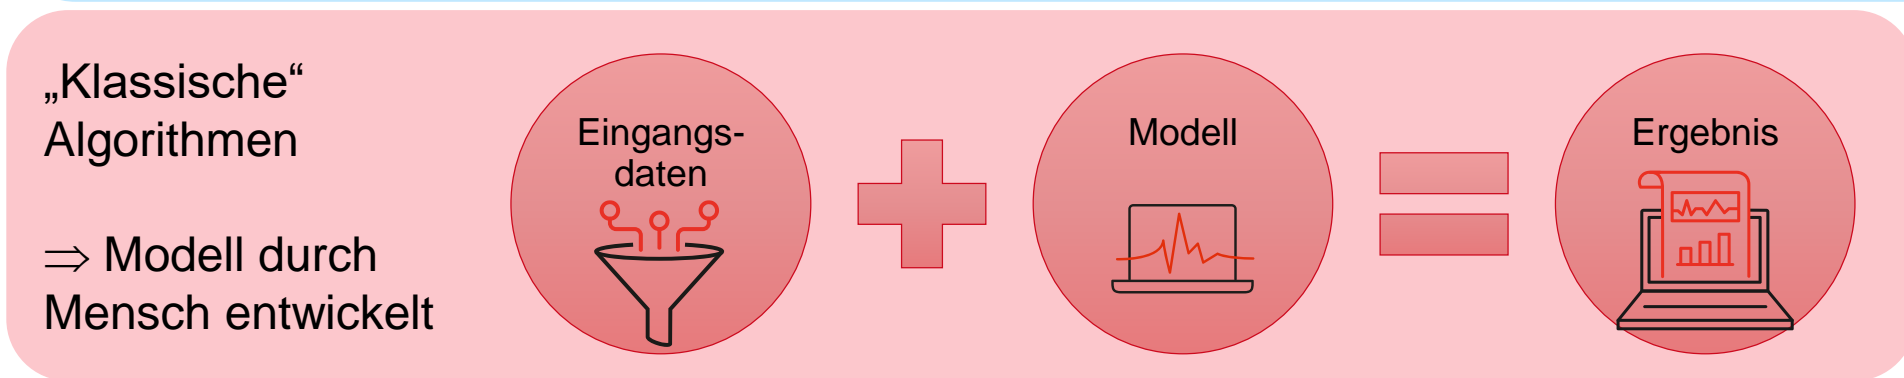 „Klassische“
Algorithmen
⇒ Modell durch
Mensch entwickelt
Eingangs-
daten
Modell
Ergebnis